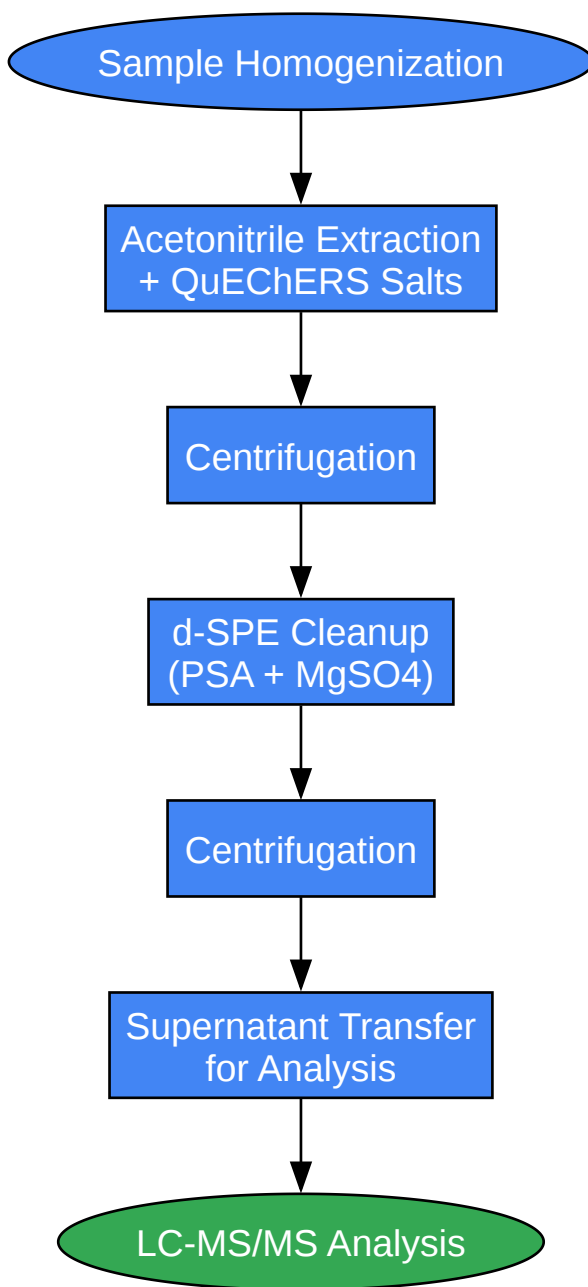 Sample Homogenization
Acetonitrile Extraction
+ QuEChERS Salts
Centrifugation
d-SPE Cleanup
(PSA + MgSO4)
Centrifugation
Supernatant Transfer
for Analysis
LC-MS/MS Analysis